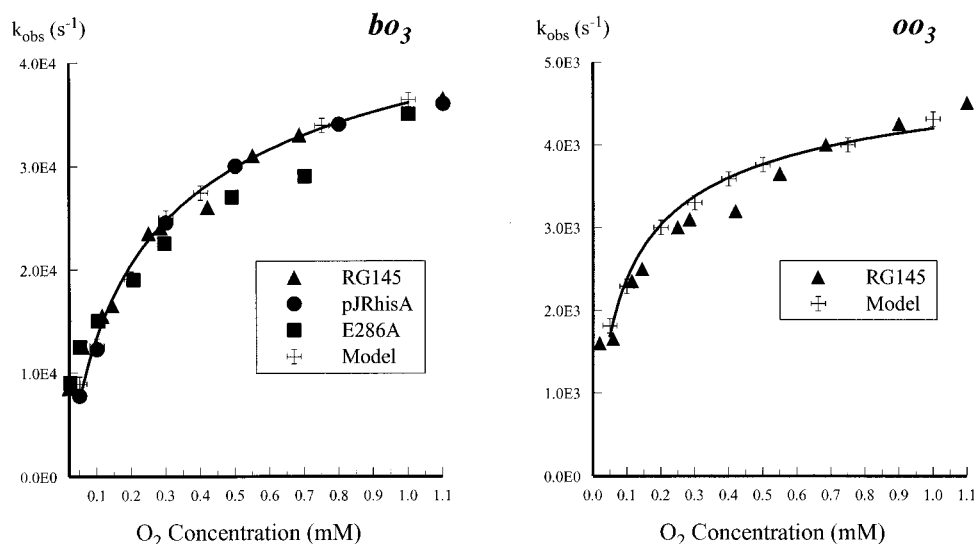 k_obs (s⁻¹)
bo₃
4.0E4
3.0E4
2.0E4
1.0E4
0.0E0
RG145
pJRhisA
E286A
Model
0.1 0.2 0.3 0.4 0.5 0.6 0.7 0.8 0.9 1.0 1.1
O₂ Concentration (mM)
k_obs (s⁻¹)
oo₃
5.0E3
4.0E3
3.0E3
2.0E3
1.0E3
0.0E0
RG145
Model
0.0 0.1 0.2 0.3 0.4 0.5 0.6 0.7 0.8 0.9 1.0 1.1
O₂ Concentration (mM)